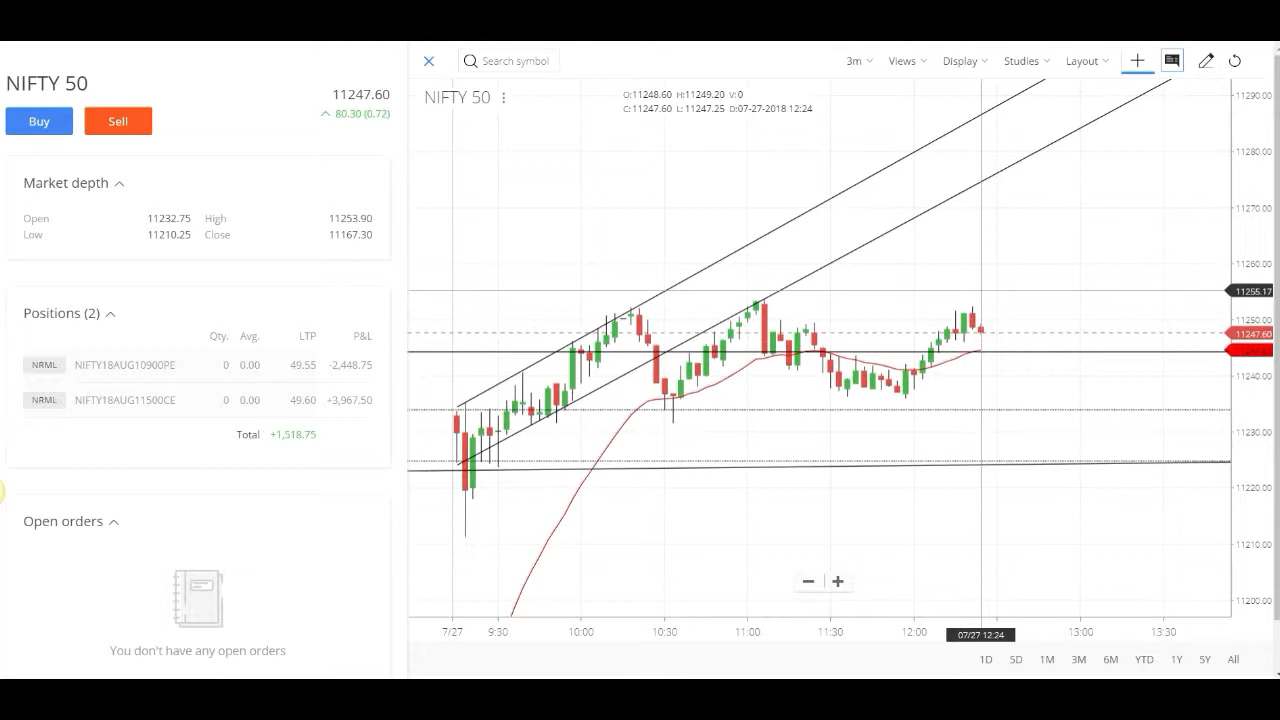 NIFTY 50
11247.60
80.30 (0.72)
Buy
Sell
Market depth
Open 11232.75 High 11253.90
Low 11210.25 Close 11167.30
Positions (2)
Qty. Avg. LTP P&L
NRML NIFTY18AUG10900PE 0 0.00 49.55 -2,448.75
NRML NIFTY18AUG11500CE 0 0.00 49.60 +3,967.50
Total +1,518.75
Open orders
You don't have any open orders
Search symbol
3m Views Display Studies Layout
NIFTY 50
O:11248.60 H:11249.20 V:0
C:11247.60 L: 11247.25 D:07-27-2018 12:24
11290.00
11280.00
11270.00
11260.00
11255.17
11250.00
11247.60
11240.00
11230.00
11220.00
11210.00
11200.00
7/27 9:30 10:00 10:30 11:00 11:30 12:00 07/27 12:24 13:00 13:30
1D 5D 1M 3M 6M YTD 1Y 5Y All